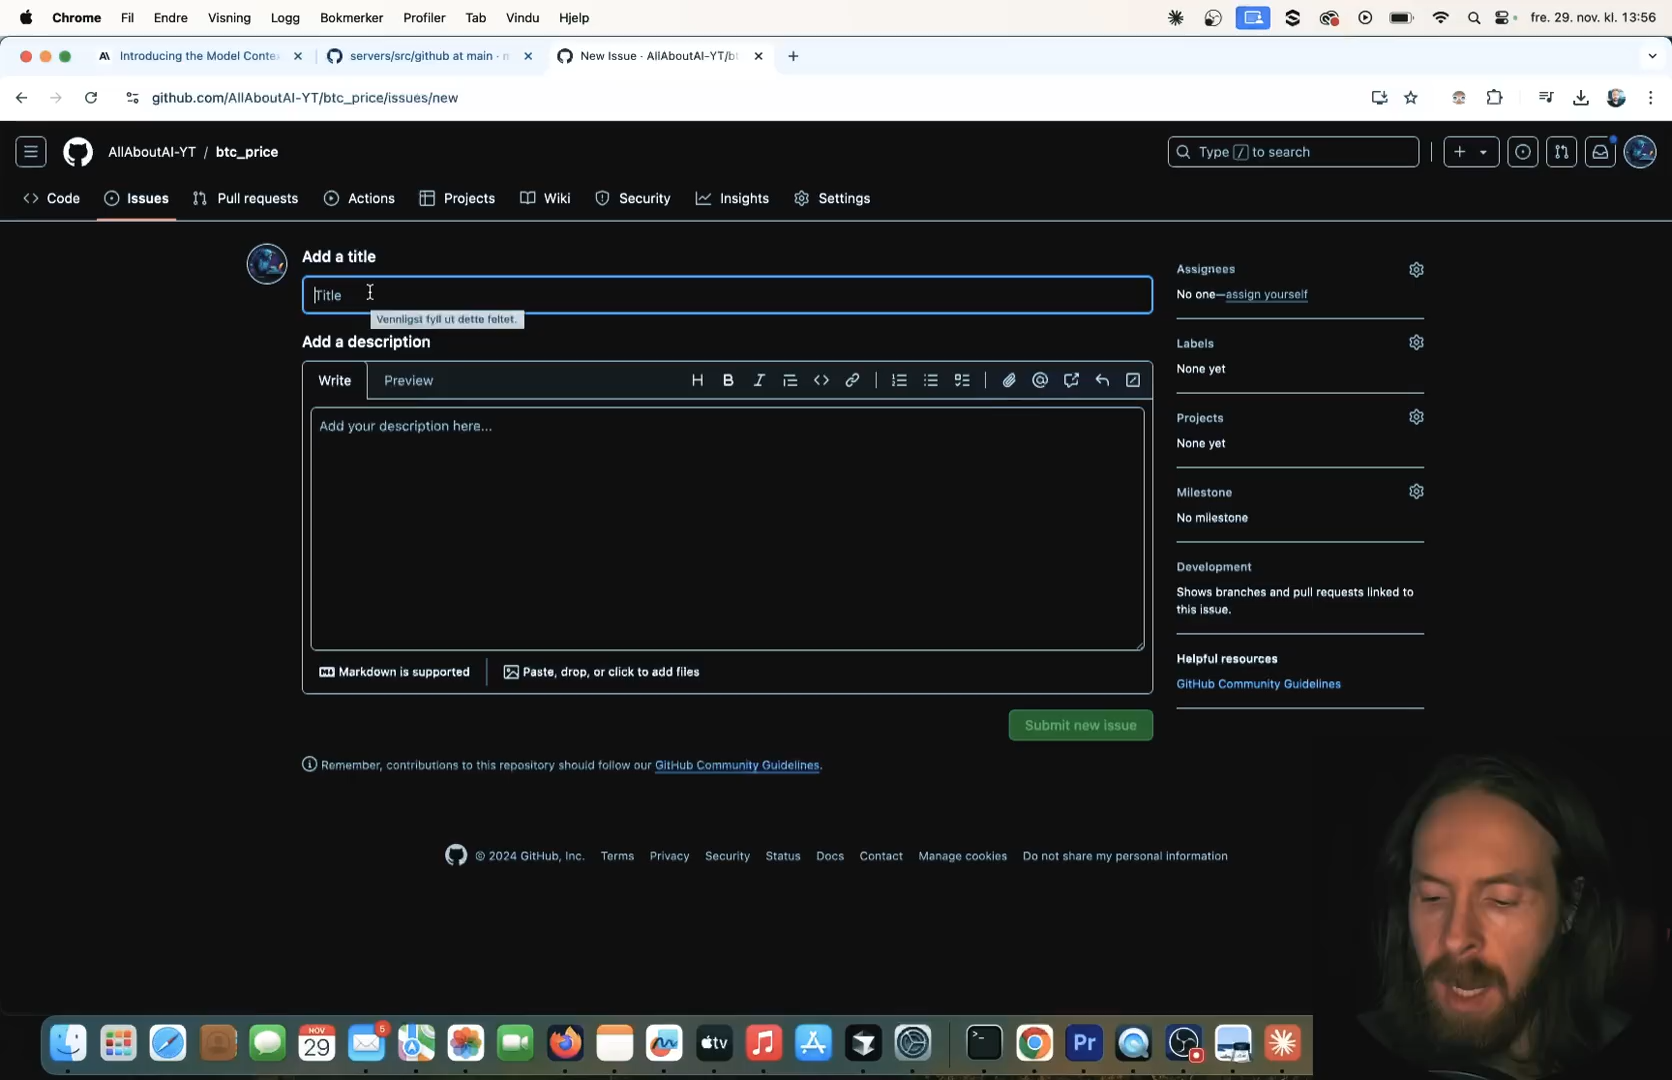 Chrome Fil Endre Visning Logg Bokmerker Profiler Tab Vindu Hjelp fre. 29. nov. kl. 13:56
Introducing the Model Conte servers/src/github at main · New Issue · AllAboutAI-YT/bt
github.com/AllAboutAI-YT/btc_price/issues/new
AllAboutAI-YT / btc_price Type / to search
Code Issues Pull requests Actions Projects Wiki Security Insights Settings
Add a title
Title
Vennligst fyll ut dette feltet.
Add a description
Write Preview H B I
Add your description here...
Markdown is supported Paste, drop, or click to add files
Submit new issue
Remember, contributions to this repository should follow our GitHub Community Guidelines.
Assignees
No one—assign yourself
Labels
None yet
Projects
None yet
Milestone
No milestone
Development
Shows branches and pull requests linked to
this issue.
Helpful resources
GitHub Community Guidelines
© 2024 GitHub, Inc. Terms Privacy Security Status Docs Contact Manage cookies Do not share my personal information
NOV
29
5
tv
Pr